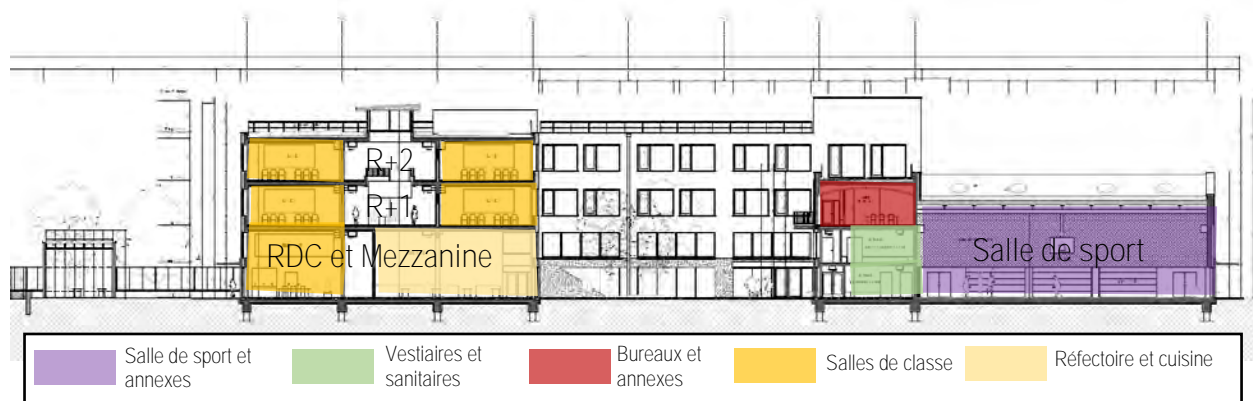 R+2
R+1
RDC et Mezzanine
Salle de sport
Salle de sport et
annexes
Vestiaires et
sanitaires
Bureaux et
annexes
Salles de classe
Réfectoire et cuisine